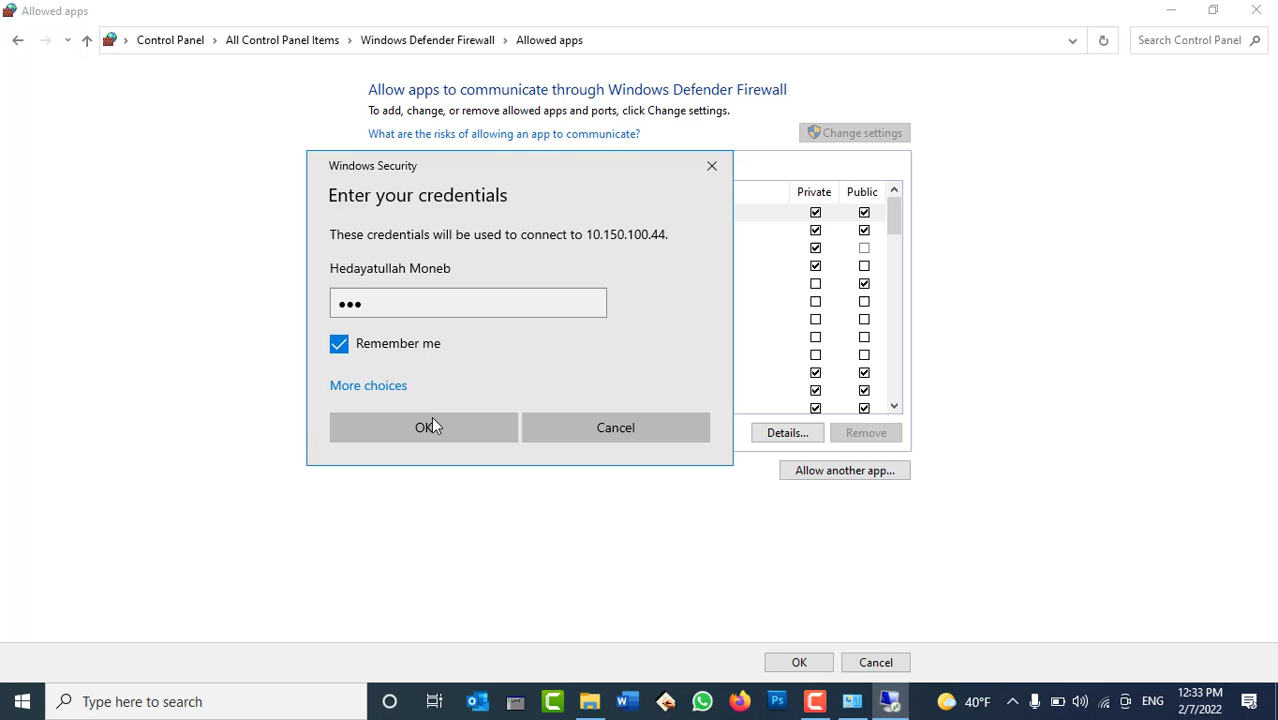 Allowed apps
Control Panel > All Control Panel Items > Windows Defender Firewall > Allowed apps
Search Control Panel
Allow apps to communicate through Windows Defender Firewall
To add, change, or remove allowed apps and ports, click Change settings.
What are the risks of allowing an app to communicate?
Change settings
Windows Security
Enter your credentials
Private Public
These credentials will be used to connect to 10.150.100.44.
Hedayatullah Moneb
Remember me
More choices
OK
Cancel
Details...
Remove
Allow another app...
OK
Cancel
Type here to search
W
Ps
40°F
ENG
12:33 PM
2/7/2022